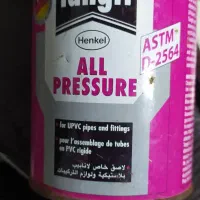 Tangit
Henkel
ASTM
D-2564
ALL
PRESSURE
for UPVC pipes and fittings
pour l'assemblage de tubes
en PVC rigide
لاصق خاص لانابيب
بلاستيكية ولوازم التركيبات